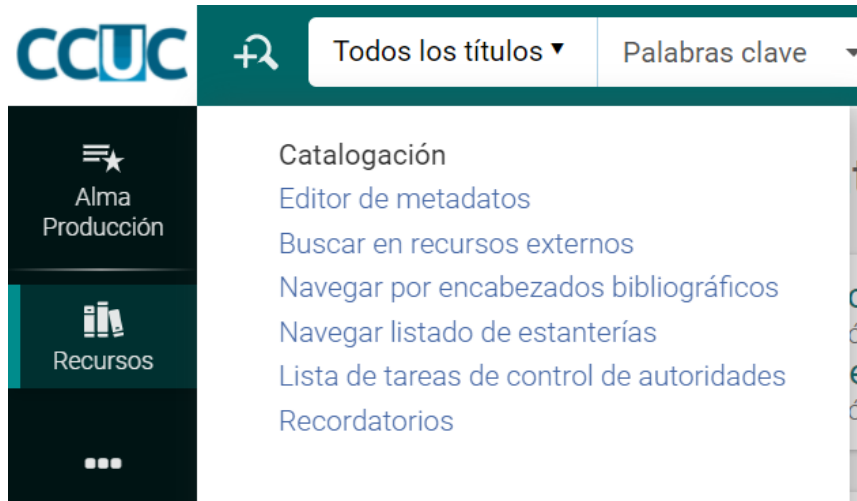 CCUC
Todos los títulos
Palabras clave
Alma
Producción
Recursos
Catalogación
Editor de metadatos
Buscar en recursos externos
Navegar por encabezados bibliográficos
Navegar listado de estanterías
Lista de tareas de control de autoridades
Recordatorios